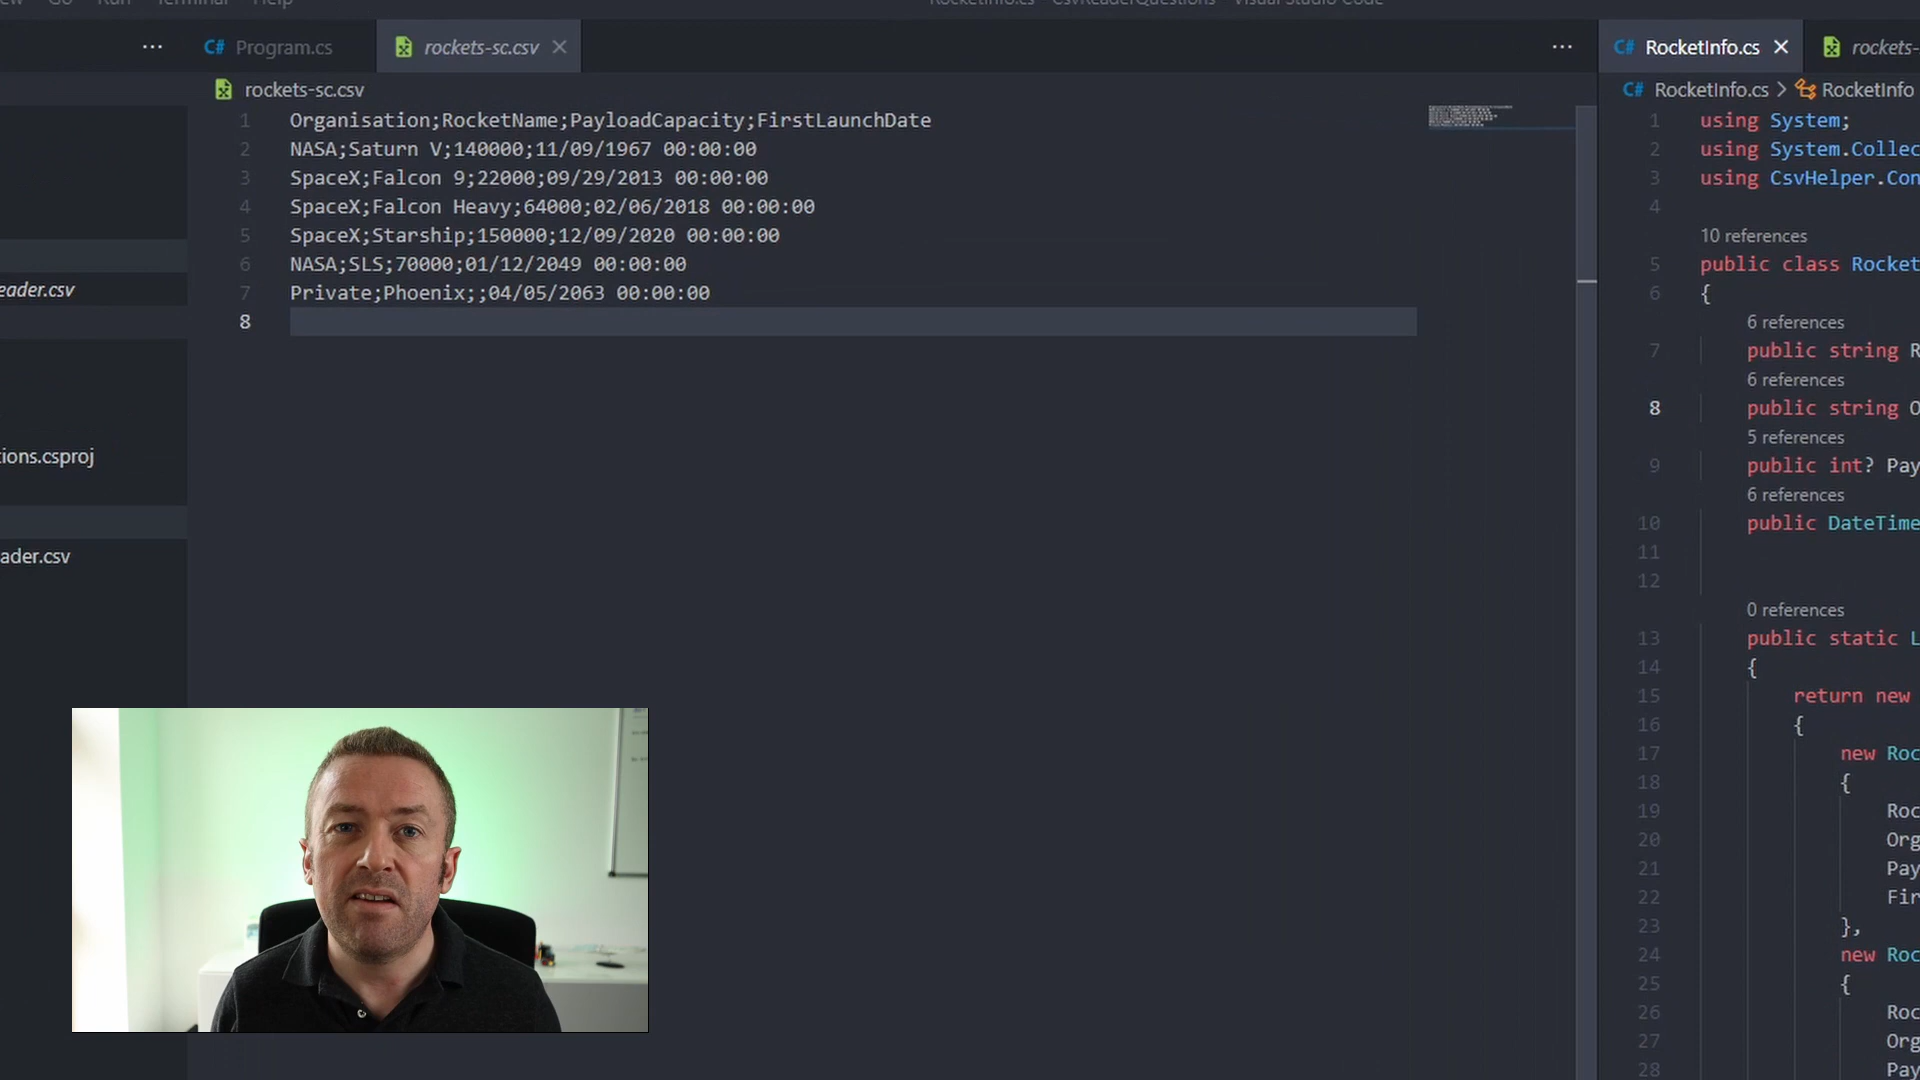 Go Run Terminal Help
RocketInfo.cs - CsvReaderQuestions - Visual Studio Code
··· C# Program.cs rockets-sc.csv ···
rockets-sc.csv
1 Organisation;RocketName;PayloadCapacity;FirstLaunchDate
2 NASA;Saturn V;140000;11/09/1967 00:00:00
3 SpaceX;Falcon 9;22000;09/29/2013 00:00:00
4 SpaceX;Falcon Heavy;64000;02/06/2018 00:00:00
5 SpaceX;Starship;150000;12/09/2020 00:00:00
6 NASA;SLS;70000;01/12/2049 00:00:00
7 Private;Phoenix;;04/05/2063 00:00:00
8
eader.csv
ions.csproj
ader.csv
C# RocketInfo.cs rockets-
C# RocketInfo.cs > RocketInfo
1 using System;
2 using System.Collec
3 using CsvHelper.Con
4
10 references
5 public class Rocket
6 {
6 references
7 public string R
6 references
8 public string O
5 references
9 public int? Pay
6 references
10 public DateTime
11
12
0 references
13 public static L
14 {
15 return new
16 {
17 new Roc
18 {
19 Roc
20 Org
21 Pay
22 Fir
23 },
24 new Roc
25 {
26 Roc
27 Org
28 Pay